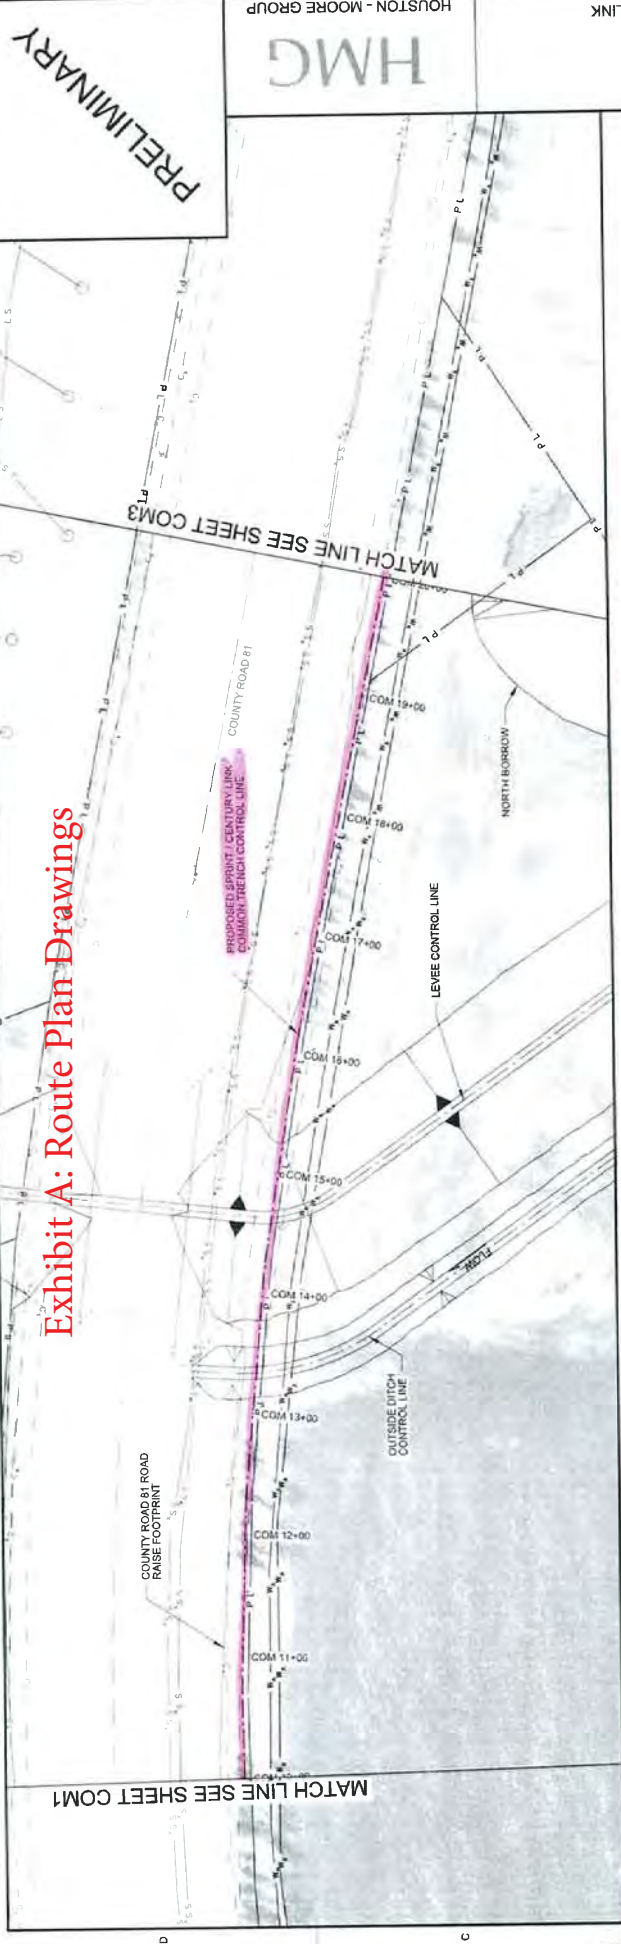 PRELIMINARY
HMG
HOUSTON - MOORE GROUP
LINK
Exhibit A: Route Plan Drawings
MATCH LINE SEE SHEET COM3
COUNTY ROAD 81
PROPOSED SPRINT / CENTURY LINK
COMMON TRENCH CONTROL LINE
COM 19+00
COM 18+00
COM 17+00
COM 16+00
COM 15+00
COM 14+00
COM 13+00
COM 12+00
COM 11+00
NORTH BORROW
LEVEE CONTROL LINE
FLOW
OUTSIDE DITCH
CONTROL LINE
COUNTY ROAD 81 ROAD
RAISE FOOTPRINT
MATCH LINE SEE SHEET COM1
D
C